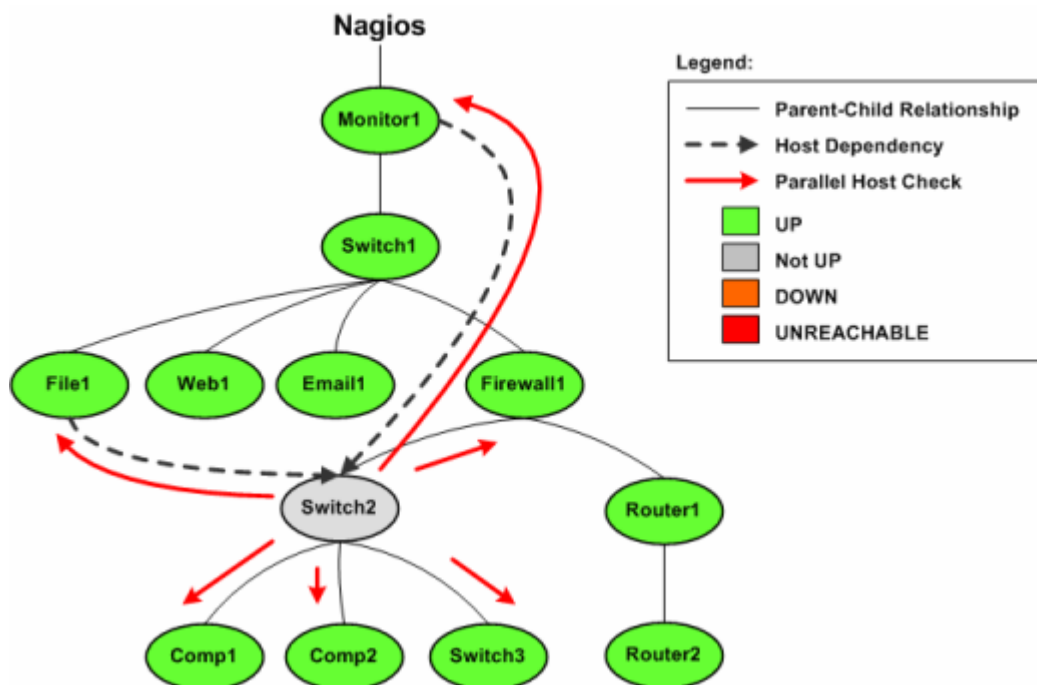 Nagios
Monitor1
Switch1
File1
Web1
Email1
Firewall1
Switch2
Router1
Comp1
Comp2
Switch3
Router2
Legend:
Parent-Child Relationship
Host Dependency
Parallel Host Check
UP
Not UP
DOWN
UNREACHABLE